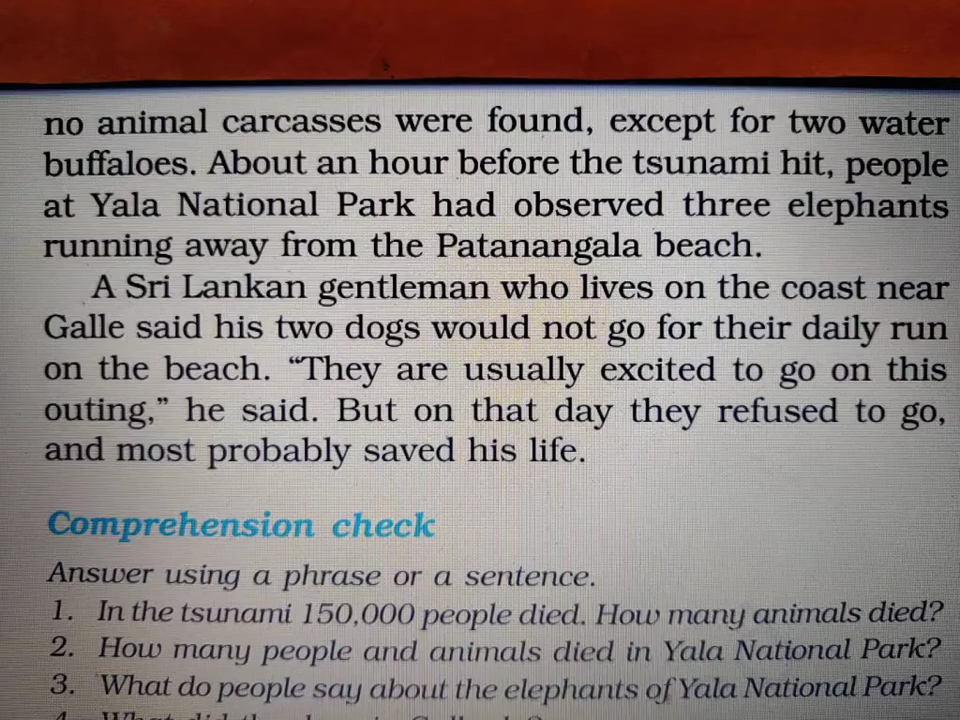 no animal carcasses were found, except for two water
buffaloes. About an hour before the tsunami hit, people
at Yala National Park had observed three elephants
running away from the Patanangala beach.
A Sri Lankan gentleman who lives on the coast near
Galle said his two dogs would not go for their daily run
on the beach. “They are usually excited to go on this
outing,” he said. But on that day they refused to go,
and most probably saved his life.
Comprehension check
Answer using a phrase or a sentence.
1. In the tsunami 150,000 people died. How many animals died?
2. How many people and animals died in Yala National Park?
3. What do people say about the elephants of Yala National Park?